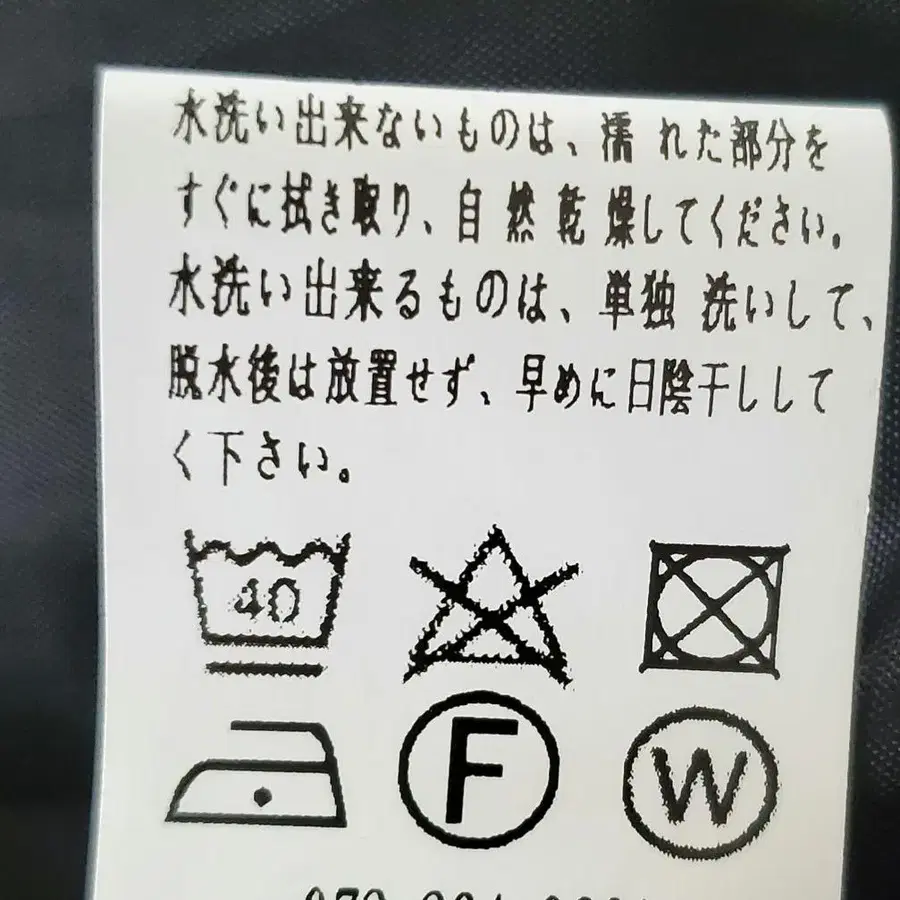 水洗い出来ないものは、濡れた部分を
すぐに拭き取り、自然乾燥してください。
水洗い出来るものは、単独洗いして、
脱水後は放置せず、早めに日陰干しして
く下さい。
40
F W